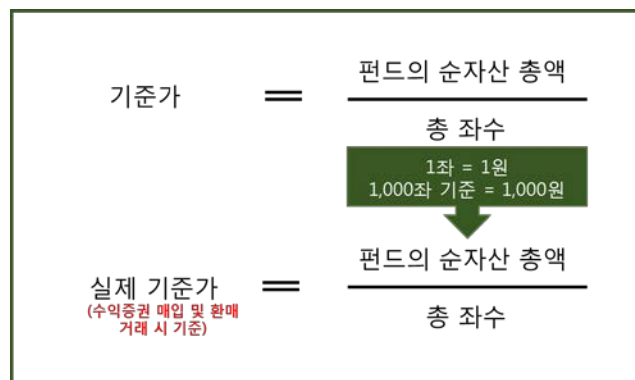 기준가 = 펀드의 순자산 총액
총 좌수
1좌 = 1원
1,000좌 기준 = 1,000원
실제 기준가 = 펀드의 순자산 총액
(수익증권 매입 및 환매
거래 시 기준)
총 좌수